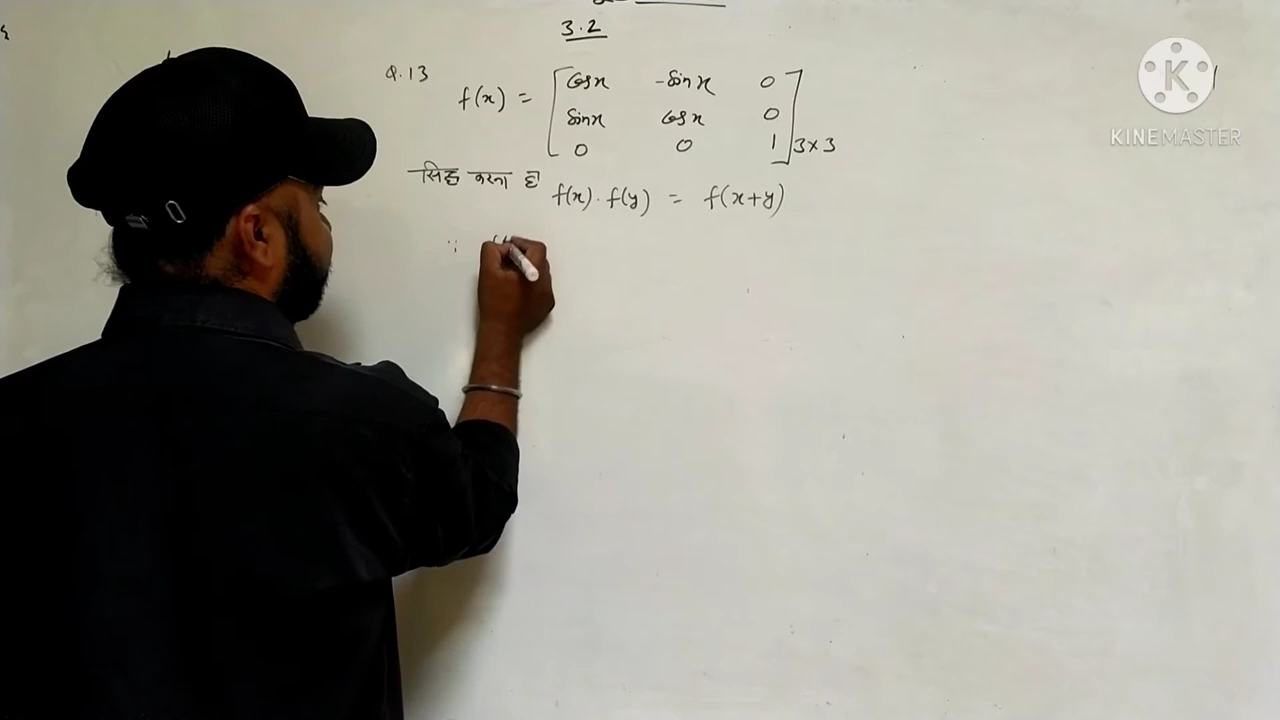 3.2
Q.13
f(x) = [ cos x -sin x 0
sin x cos x 0
0 0 1 ] 3×3
सिद्ध करना है f(x) · f(y) = f(x+y)
∵
KINEMASTER